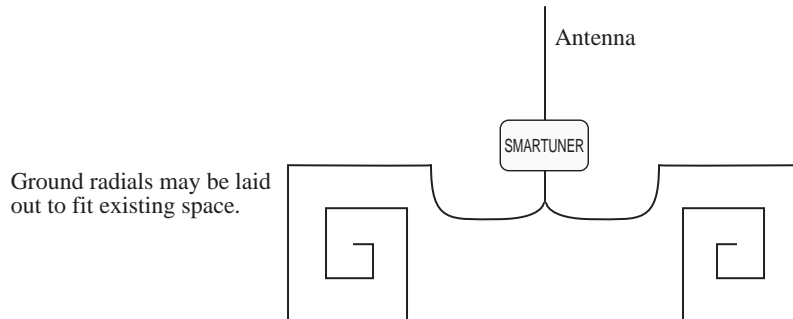 Antenna
SMARTUNER
Ground radials may be laid
out to fit existing space.